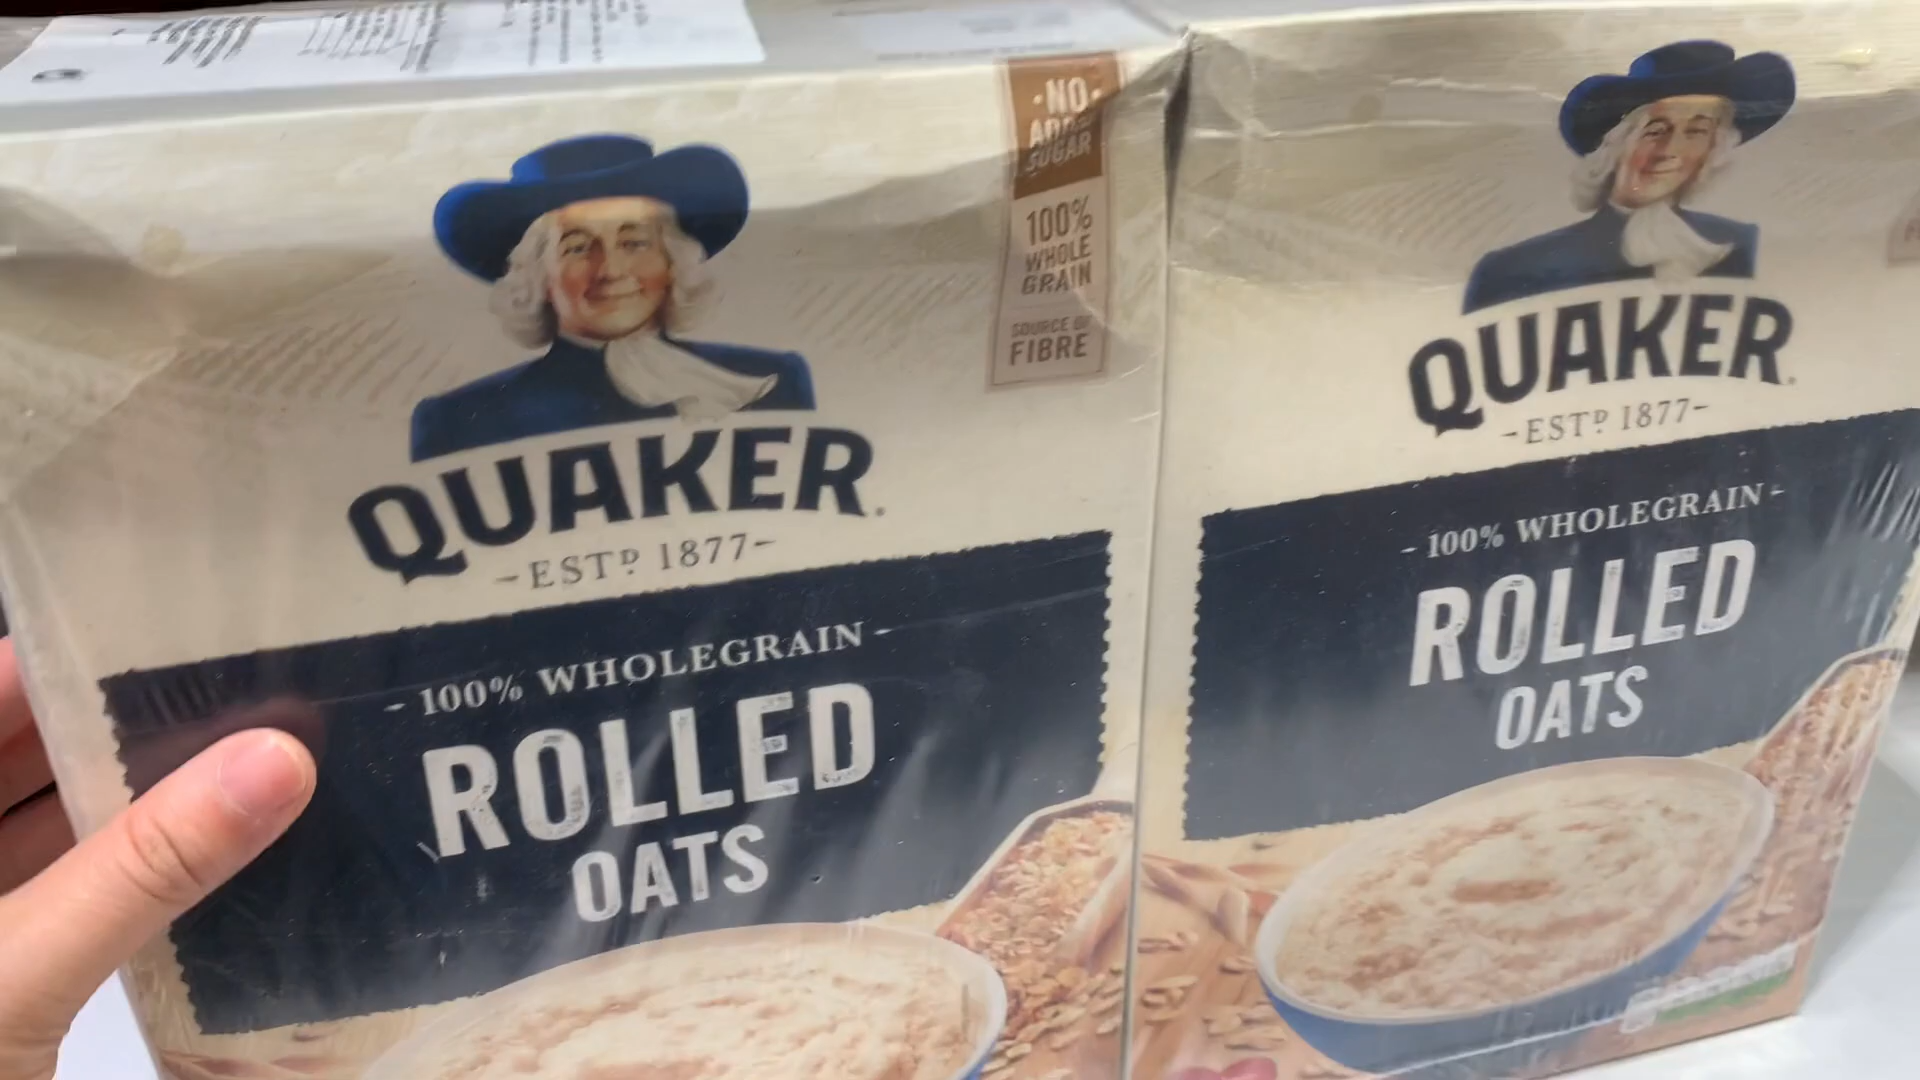 ·NO·
ADDED
SUGAR
100%
WHOLE
GRAIN
SOURCE OF
FIBRE
QUAKER
-ESTD 1877-
- 100% WHOLEGRAIN -
ROLLED
OATS
QUAKER
-ESTD 1877-
- 100% WHOLEGRAIN -
ROLLED
OATS